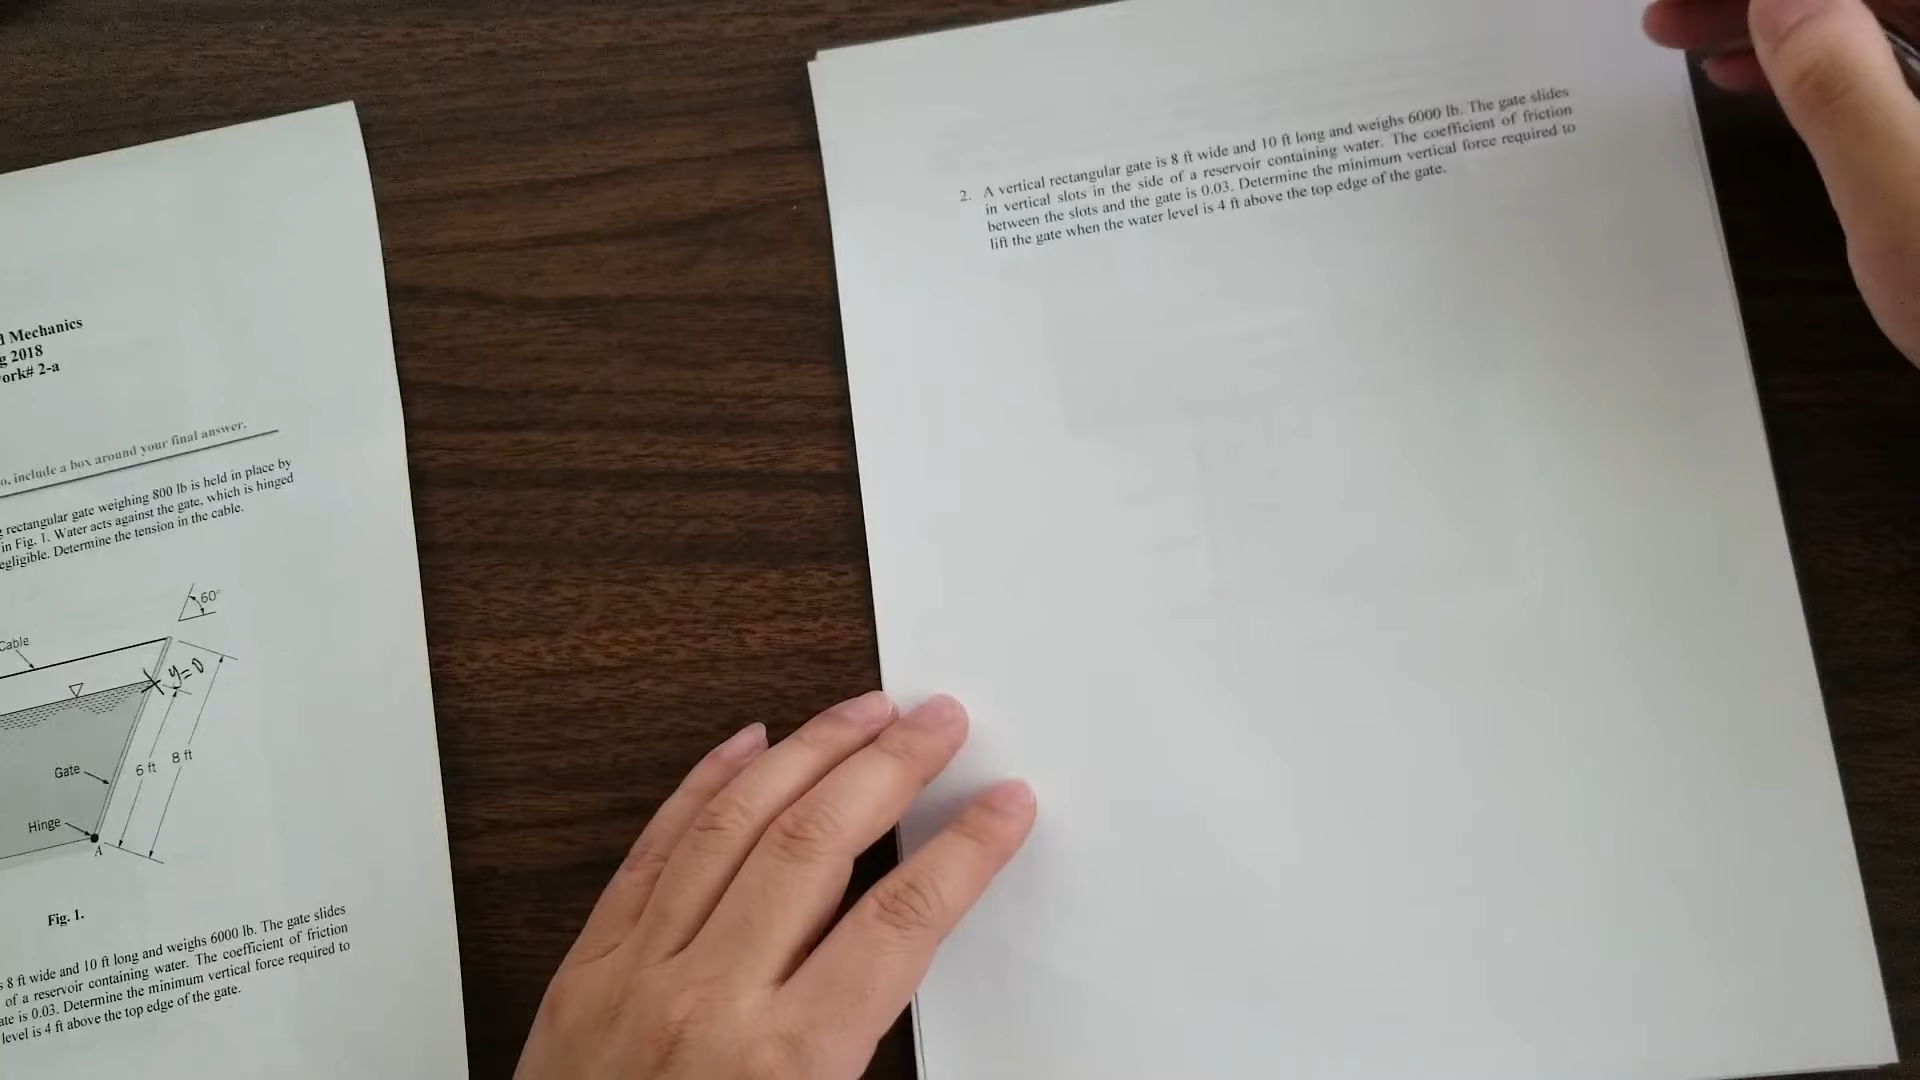 d Mechanics
g 2018
ork# 2-a
o, include a box around your final answer.
rectangular gate weighing 800 lb is held in place by
in Fig. 1. Water acts against the gate, which is hinged
egligible. Determine the tension in the cable.
60°
Cable
y=0
8 ft
6 ft
Gate
Hinge
A
Fig. 1.
8 ft wide and 10 ft long and weighs 6000 lb. The gate slides
of a reservoir containing water. The coefficient of friction
ate is 0.03. Determine the minimum vertical force required to
level is 4 ft above the top edge of the gate.
2. A vertical rectangular gate is 8 ft wide and 10 ft long and weighs 6000 lb. The gate slides
in vertical slots in the side of a reservoir containing water. The coefficient of friction
between the slots and the gate is 0.03. Determine the minimum vertical force required to
lift the gate when the water level is 4 ft above the top edge of the gate.